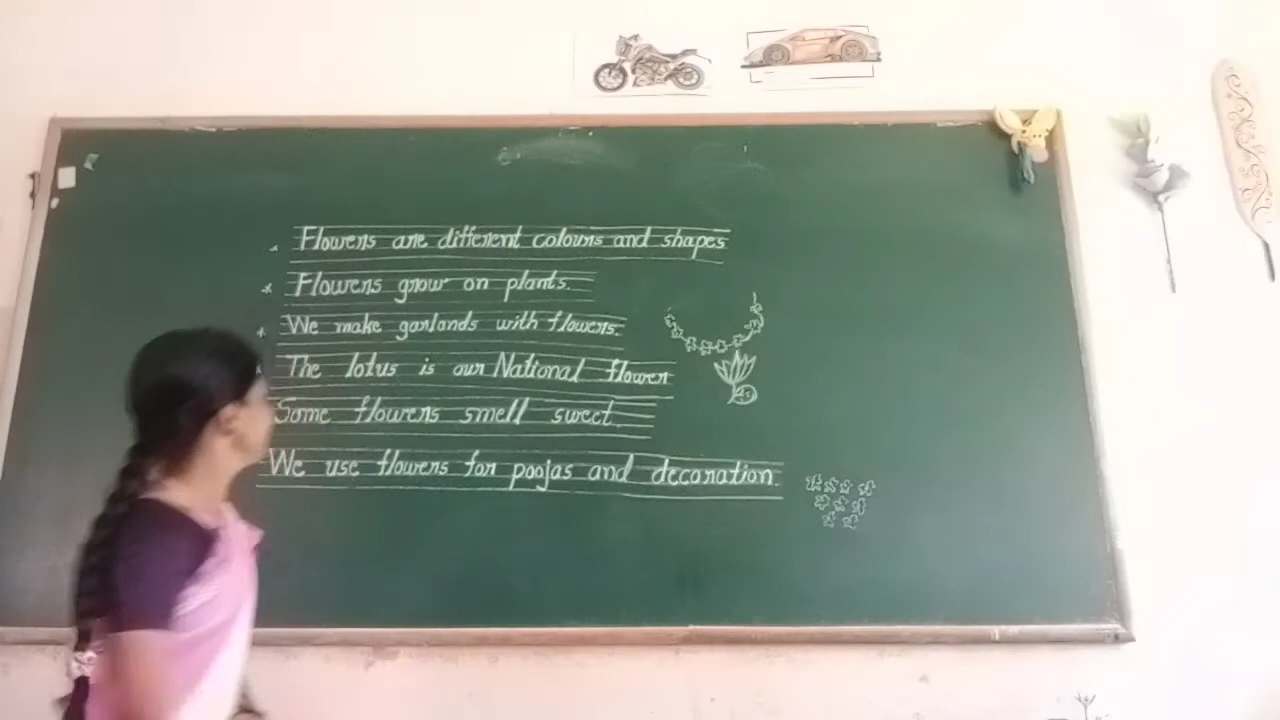 Flowers are different colours and shapes
Flowers grow on plants.
We make garlands with flowers.
The lotus is our National flower
Some flowers smell sweet.
We use flowers for poojas and decoration.